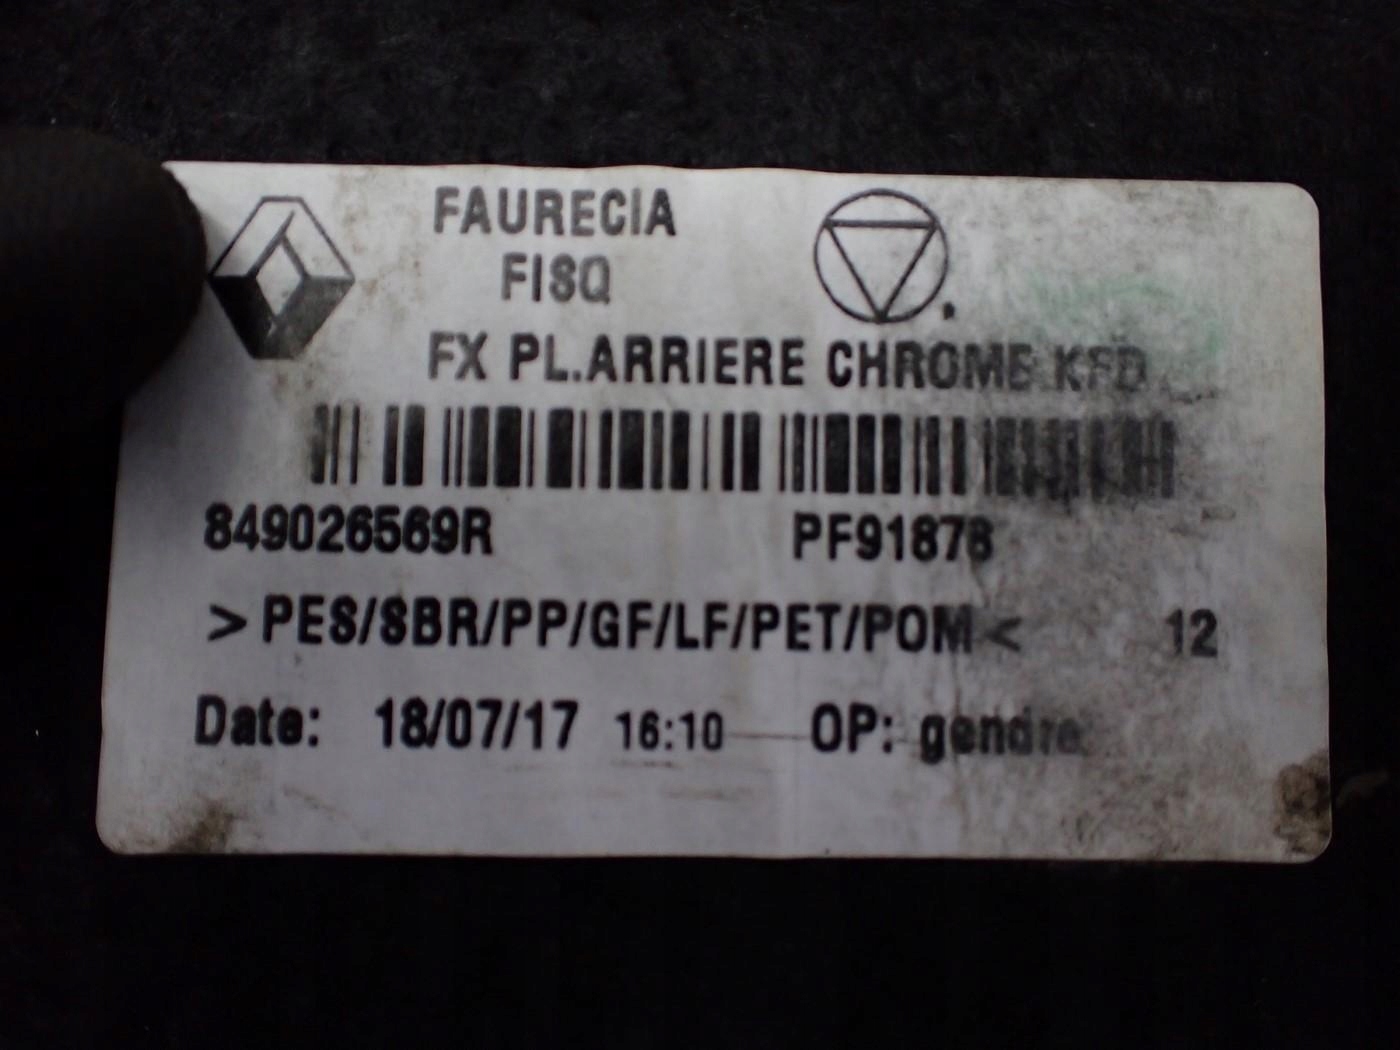 FAURECIA
FISQ
FX PL.ARRIERE CHROME KFD
849026569R PF91878
>PES/SBR/PP/GF/LF/PET/POM< 12
Date: 18/07/17 16:10 OP: gendre